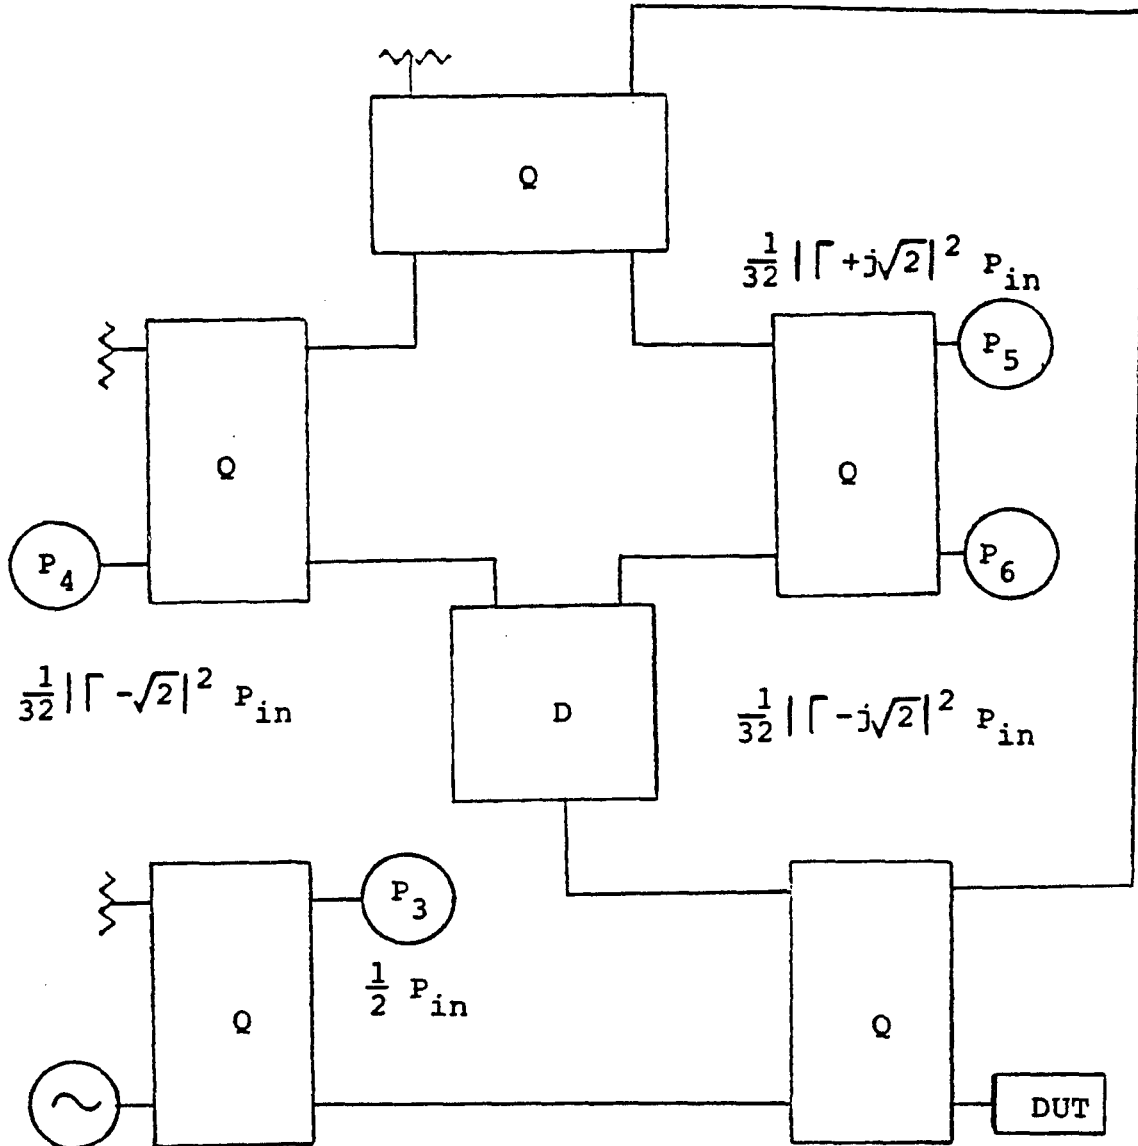 Q
1/32 |Γ+j√2|² P_in
P_5
Q
Q
P_4
P_6
1/32 |Γ-√2|² P_in
D
1/32 |Γ-j√2|² P_in
P_3
1/2 P_in
Q
Q
DUT